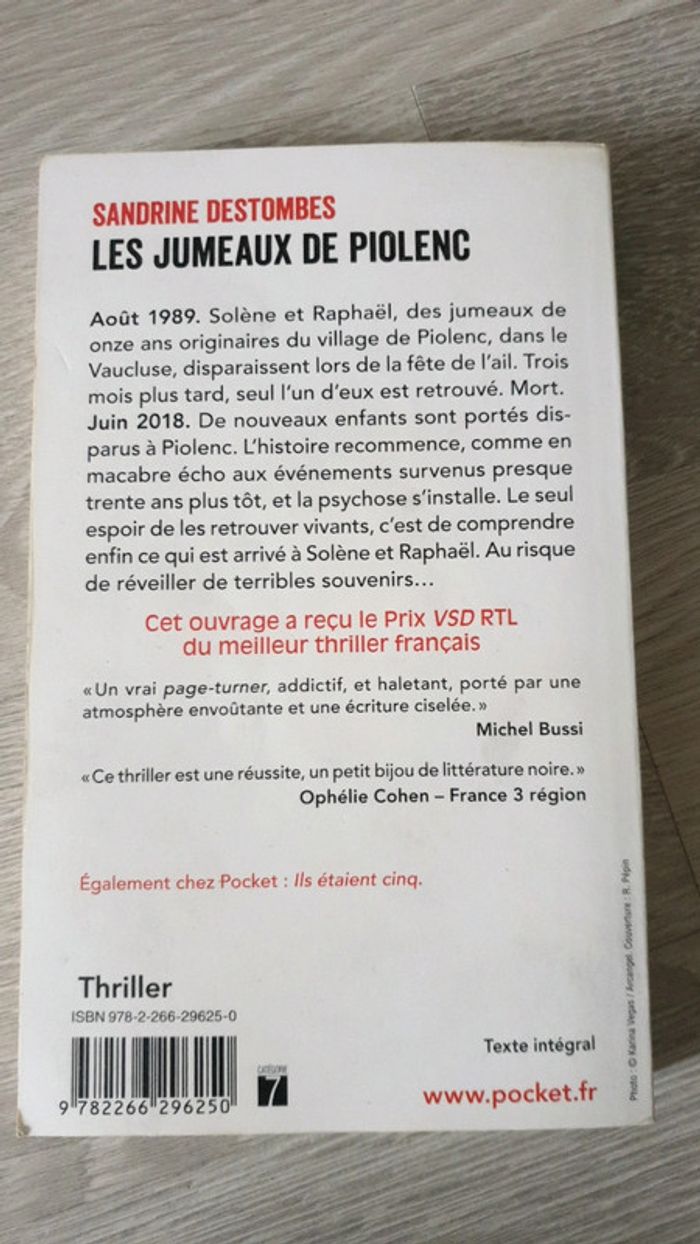 SANDRINE DESTOMBES
LES JUMEAUX DE PIOLENC
Août 1989. Solène et Raphaël, des jumeaux de
onze ans originaires du village de Piolenc, dans le
Vaucluse, disparaissent lors de la fête de l'ail. Trois
mois plus tard, seul l'un d'eux est retrouvé. Mort.
Juin 2018. De nouveaux enfants sont portés dis-
parus à Piolenc. L'histoire recommence, comme en
macabre écho aux événements survenus presque
trente ans plus tôt, et la psychose s'installe. Le seul
espoir de les retrouver vivants, c'est de comprendre
enfin ce qui est arrivé à Solène et Raphaël. Au risque
de réveiller de terribles souvenirs...
Cet ouvrage a reçu le Prix VSD RTL
du meilleur thriller français
« Un vrai page-turner, addictif, et haletant, porté par une
atmosphère envoûtante et une écriture ciselée. »
Michel Bussi
« Ce thriller est une réussite, un petit bijou de littérature noire. »
Ophélie Cohen – France 3 région
Également chez Pocket : Ils étaient cinq.
Thriller
ISBN 978-2-266-29625-0
9 782266 296250
CATÉGORIE
7
Texte intégral
www.pocket.fr
Photo : © Karina Vegas / Arcangel. Couverture : R. Pépin